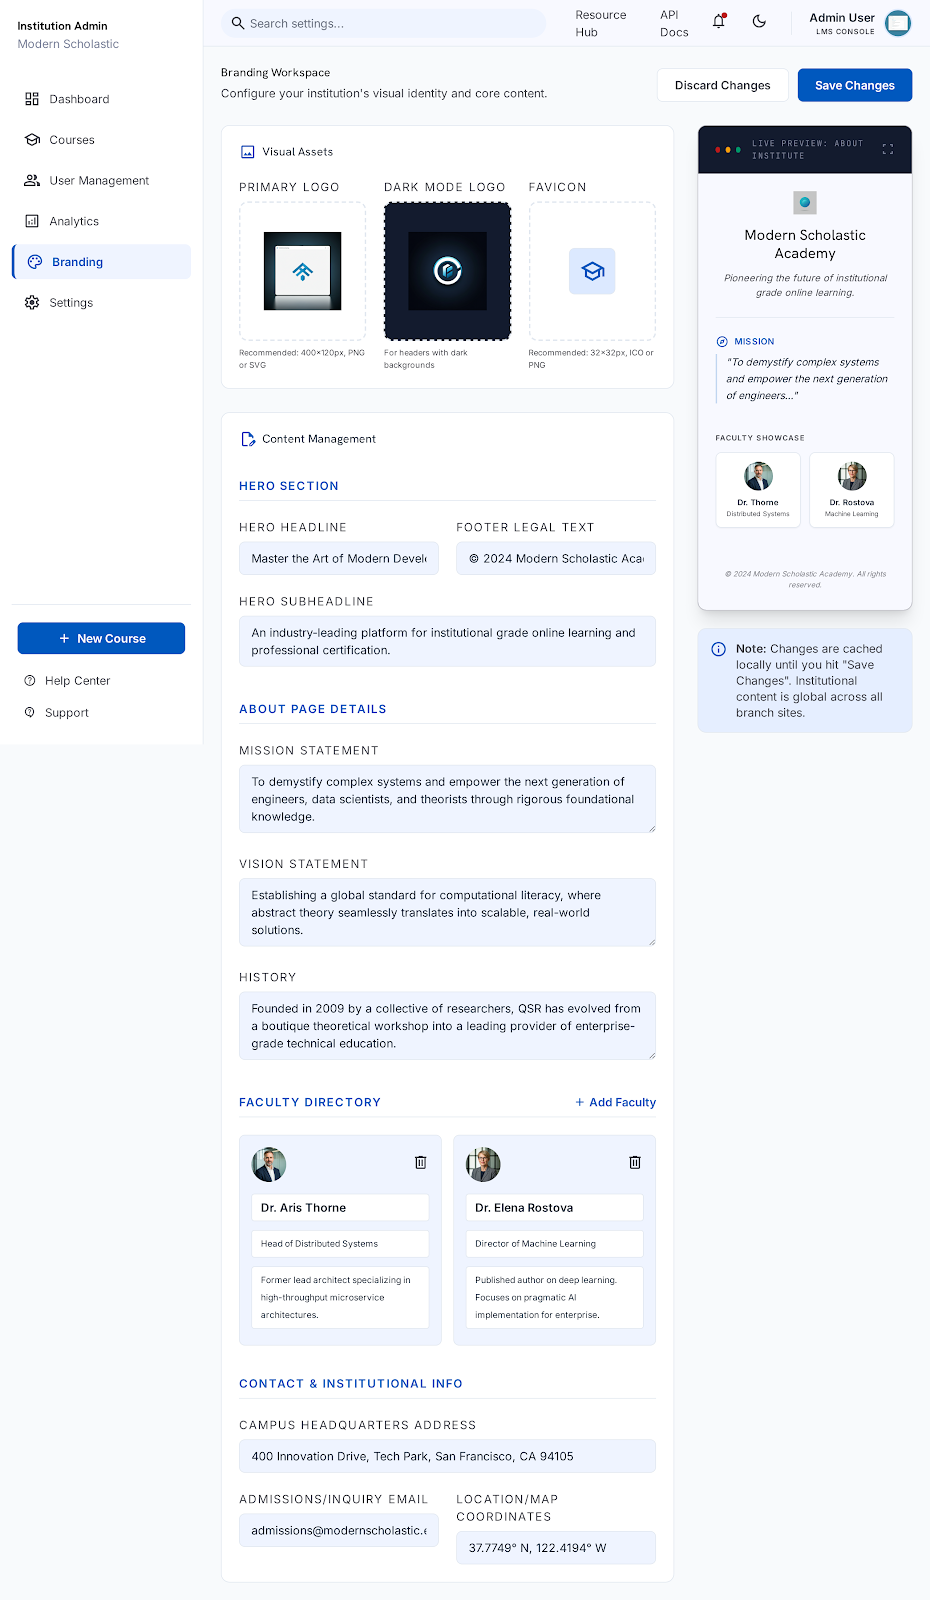 Institution Admin
Modern Scholastic
Dashboard
Courses
User Management
Analytics
Branding
Settings
+ New Course
Help Center
Support
Search settings...
Resource
Hub
API
Docs
Admin User
LMS CONSOLE
Branding Workspace
Configure your institution's visual identity and core content.
Discard Changes
Save Changes
Visual Assets
PRIMARY LOGO
Recommended: 400×120px, PNG
or SVG
DARK MODE LOGO
For headers with dark
backgrounds
FAVICON
Recommended: 32×32px, ICO or
PNG
Content Management
HERO SECTION
HERO HEADLINE
Master the Art of Modern Devel
FOOTER LEGAL TEXT
© 2024 Modern Scholastic Aca
HERO SUBHEADLINE
An industry-leading platform for institutional grade online learning and
professional certification.
ABOUT PAGE DETAILS
MISSION STATEMENT
To demystify complex systems and empower the next generation of
engineers, data scientists, and theorists through rigorous foundational
knowledge.
VISION STATEMENT
Establishing a global standard for computational literacy, where
abstract theory seamlessly translates into scalable, real-world
solutions.
HISTORY
Founded in 2009 by a collective of researchers, QSR has evolved from
a boutique theoretical workshop into a leading provider of enterprise-
grade technical education.
FACULTY DIRECTORY
+ Add Faculty
Dr. Aris Thorne
Head of Distributed Systems
Former lead architect specializing in
high-throughput microservice
architectures.
Dr. Elena Rostova
Director of Machine Learning
Published author on deep learning.
Focuses on pragmatic AI
implementation for enterprise.
CONTACT & INSTITUTIONAL INFO
CAMPUS HEADQUARTERS ADDRESS
400 Innovation Drive, Tech Park, San Francisco, CA 94105
ADMISSIONS/INQUIRY EMAIL
admissions@modernscholastic.e
LOCATION/MAP
COORDINATES
37.7749° N, 122.4194° W
LIVE PREVIEW: ABOUT
INSTITUTE
Modern Scholastic
Academy
Pioneering the future of institutional
grade online learning.
MISSION
"To demystify complex systems
and empower the next generation
of engineers..."
FACULTY SHOWCASE
Dr. Thorne
Distributed Systems
Dr. Rostova
Machine Learning
© 2024 Modern Scholastic Academy. All rights
reserved.
Note: Changes are cached
locally until you hit "Save
Changes". Institutional
content is global across all
branch sites.